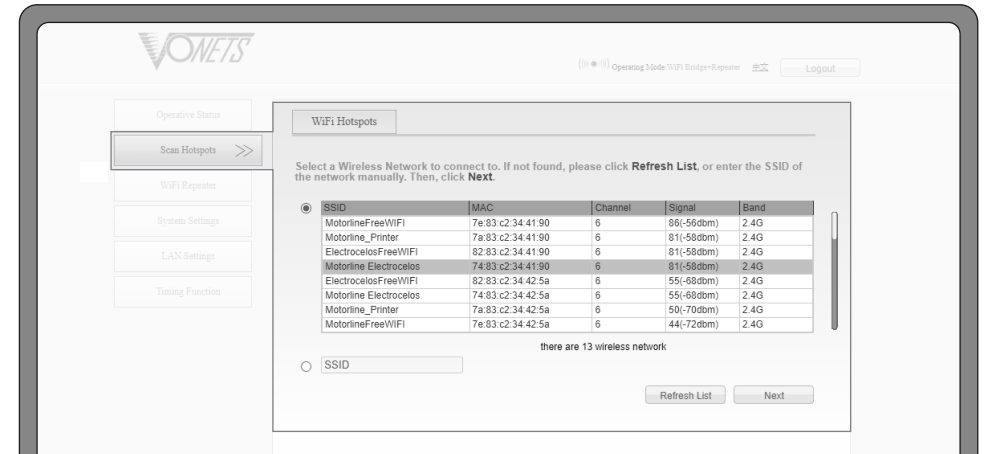 VONETS
((( ● ))) Operating Mode:WiFi Bridge+Repeater 中文 Logout
Operative Status
Scan Hotspots >>
WiFi Repeater
System Settings
LAN Settings
Timing Function
WiFi Hotspots
Select a Wireless Network to connect to. If not found, please click Refresh List, or enter the SSID of
the network manually. Then, click Next.
SSID MAC Channel Signal Band
MotorlineFreeWIFI 7e:83:c2:34:41:90 6 86(-56dbm) 2.4G
Motorline_Printer 7a:83:c2:34:41:90 6 81(-58dbm) 2.4G
ElectrocelosFreeWIFI 82:83:c2:34:41:90 6 81(-58dbm) 2.4G
Motorline Electrocelos 74:83:c2:34:41:90 6 81(-58dbm) 2.4G
ElectrocelosFreeWIFI 82:83:c2:34:42:5a 6 55(-68dbm) 2.4G
Motorline Electrocelos 74:83:c2:34:42:5a 6 55(-68dbm) 2.4G
Motorline_Printer 7a:83:c2:34:42:5a 6 50(-70dbm) 2.4G
MotorlineFreeWIFI 7e:83:c2:34:42:5a 6 44(-72dbm) 2.4G
there are 13 wireless network
SSID
Refresh List Next